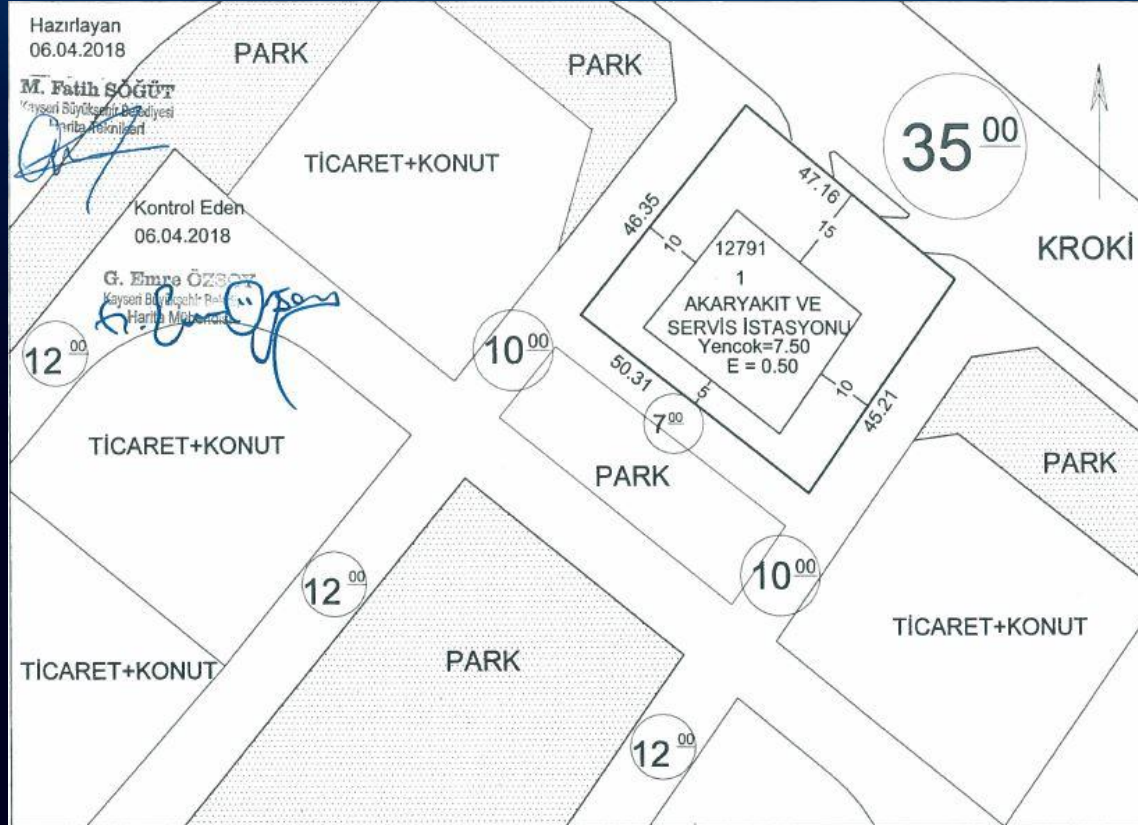 Hazırlayan
06.04.2018
M. Fatih SÖĞÜT
Kayseri Büyükşehir Belediyesi
Harita Teknikeri
PARK
PARK
TİCARET+KONUT
35 00
KROKİ
Kontrol Eden
06.04.2018
G. Emre ÖZSOY
Kayseri Büyükşehir
Harita
47.16
46.35
15
10
12791
1
AKARYAKIT VE
SERVİS İSTASYONU
Yencok=7.50
E = 0.50
12 00
10 00
50.31
5
10
45.21
7 00
TİCARET+KONUT
PARK
PARK
12 00
10 00
TİCARET+KONUT
TİCARET+KONUT
PARK
12 00